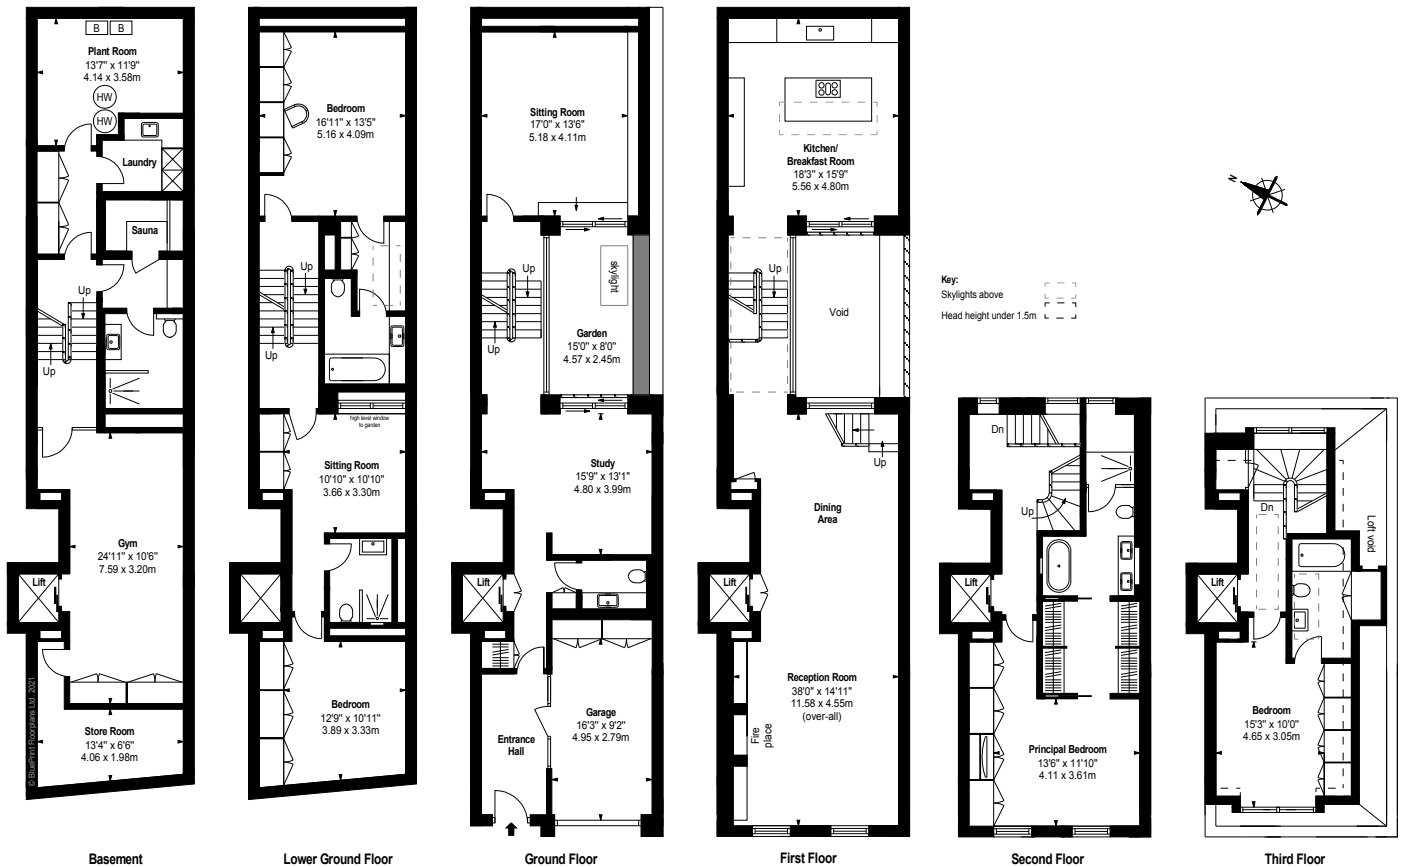 B B
Plant Room
13'7" x 11'9"
4.14 x 3.58m
HW
HW
Laundry
Sauna
Up
Up
Gym
24'11" x 10'6"
7.59 x 3.20m
Lift
Store Room
13'4" x 6'6"
4.06 x 1.98m
© BluePrint Floorplans Ltd. 2021
Basement
Bedroom
16'11" x 13'5"
5.16 x 4.09m
Up
Up
high level window
to garden
Sitting Room
10'10" x 10'10"
3.66 x 3.30m
Bedroom
12'9" x 10'11"
3.89 x 3.33m
Lower Ground Floor
Sitting Room
17'0" x 13'6"
5.18 x 4.11m
skylight
Up
Up
Garden
15'0" x 8'0"
4.57 x 2.45m
Study
15'9" x 13'1"
4.80 x 3.99m
Lift
Garage
16'3" x 9'2"
4.95 x 2.79m
Entrance
Hall
Ground Floor
Kitchen/
Breakfast Room
18'3" x 15'9"
5.56 x 4.80m
Up
Up
Void
Up
Dining
Area
Lift
Reception Room
38'0" x 14'11"
11.58 x 4.55m
(over-all)
Fire
place
First Floor
N
Key:
Skylights above
Head height under 1.5m
Dn
Up
Lift
Principal Bedroom
13'6" x 11'10"
4.11 x 3.61m
Second Floor
Dn
Loft void
Lift
Bedroom
15'3" x 10'0"
4.65 x 3.05m
Third Floor